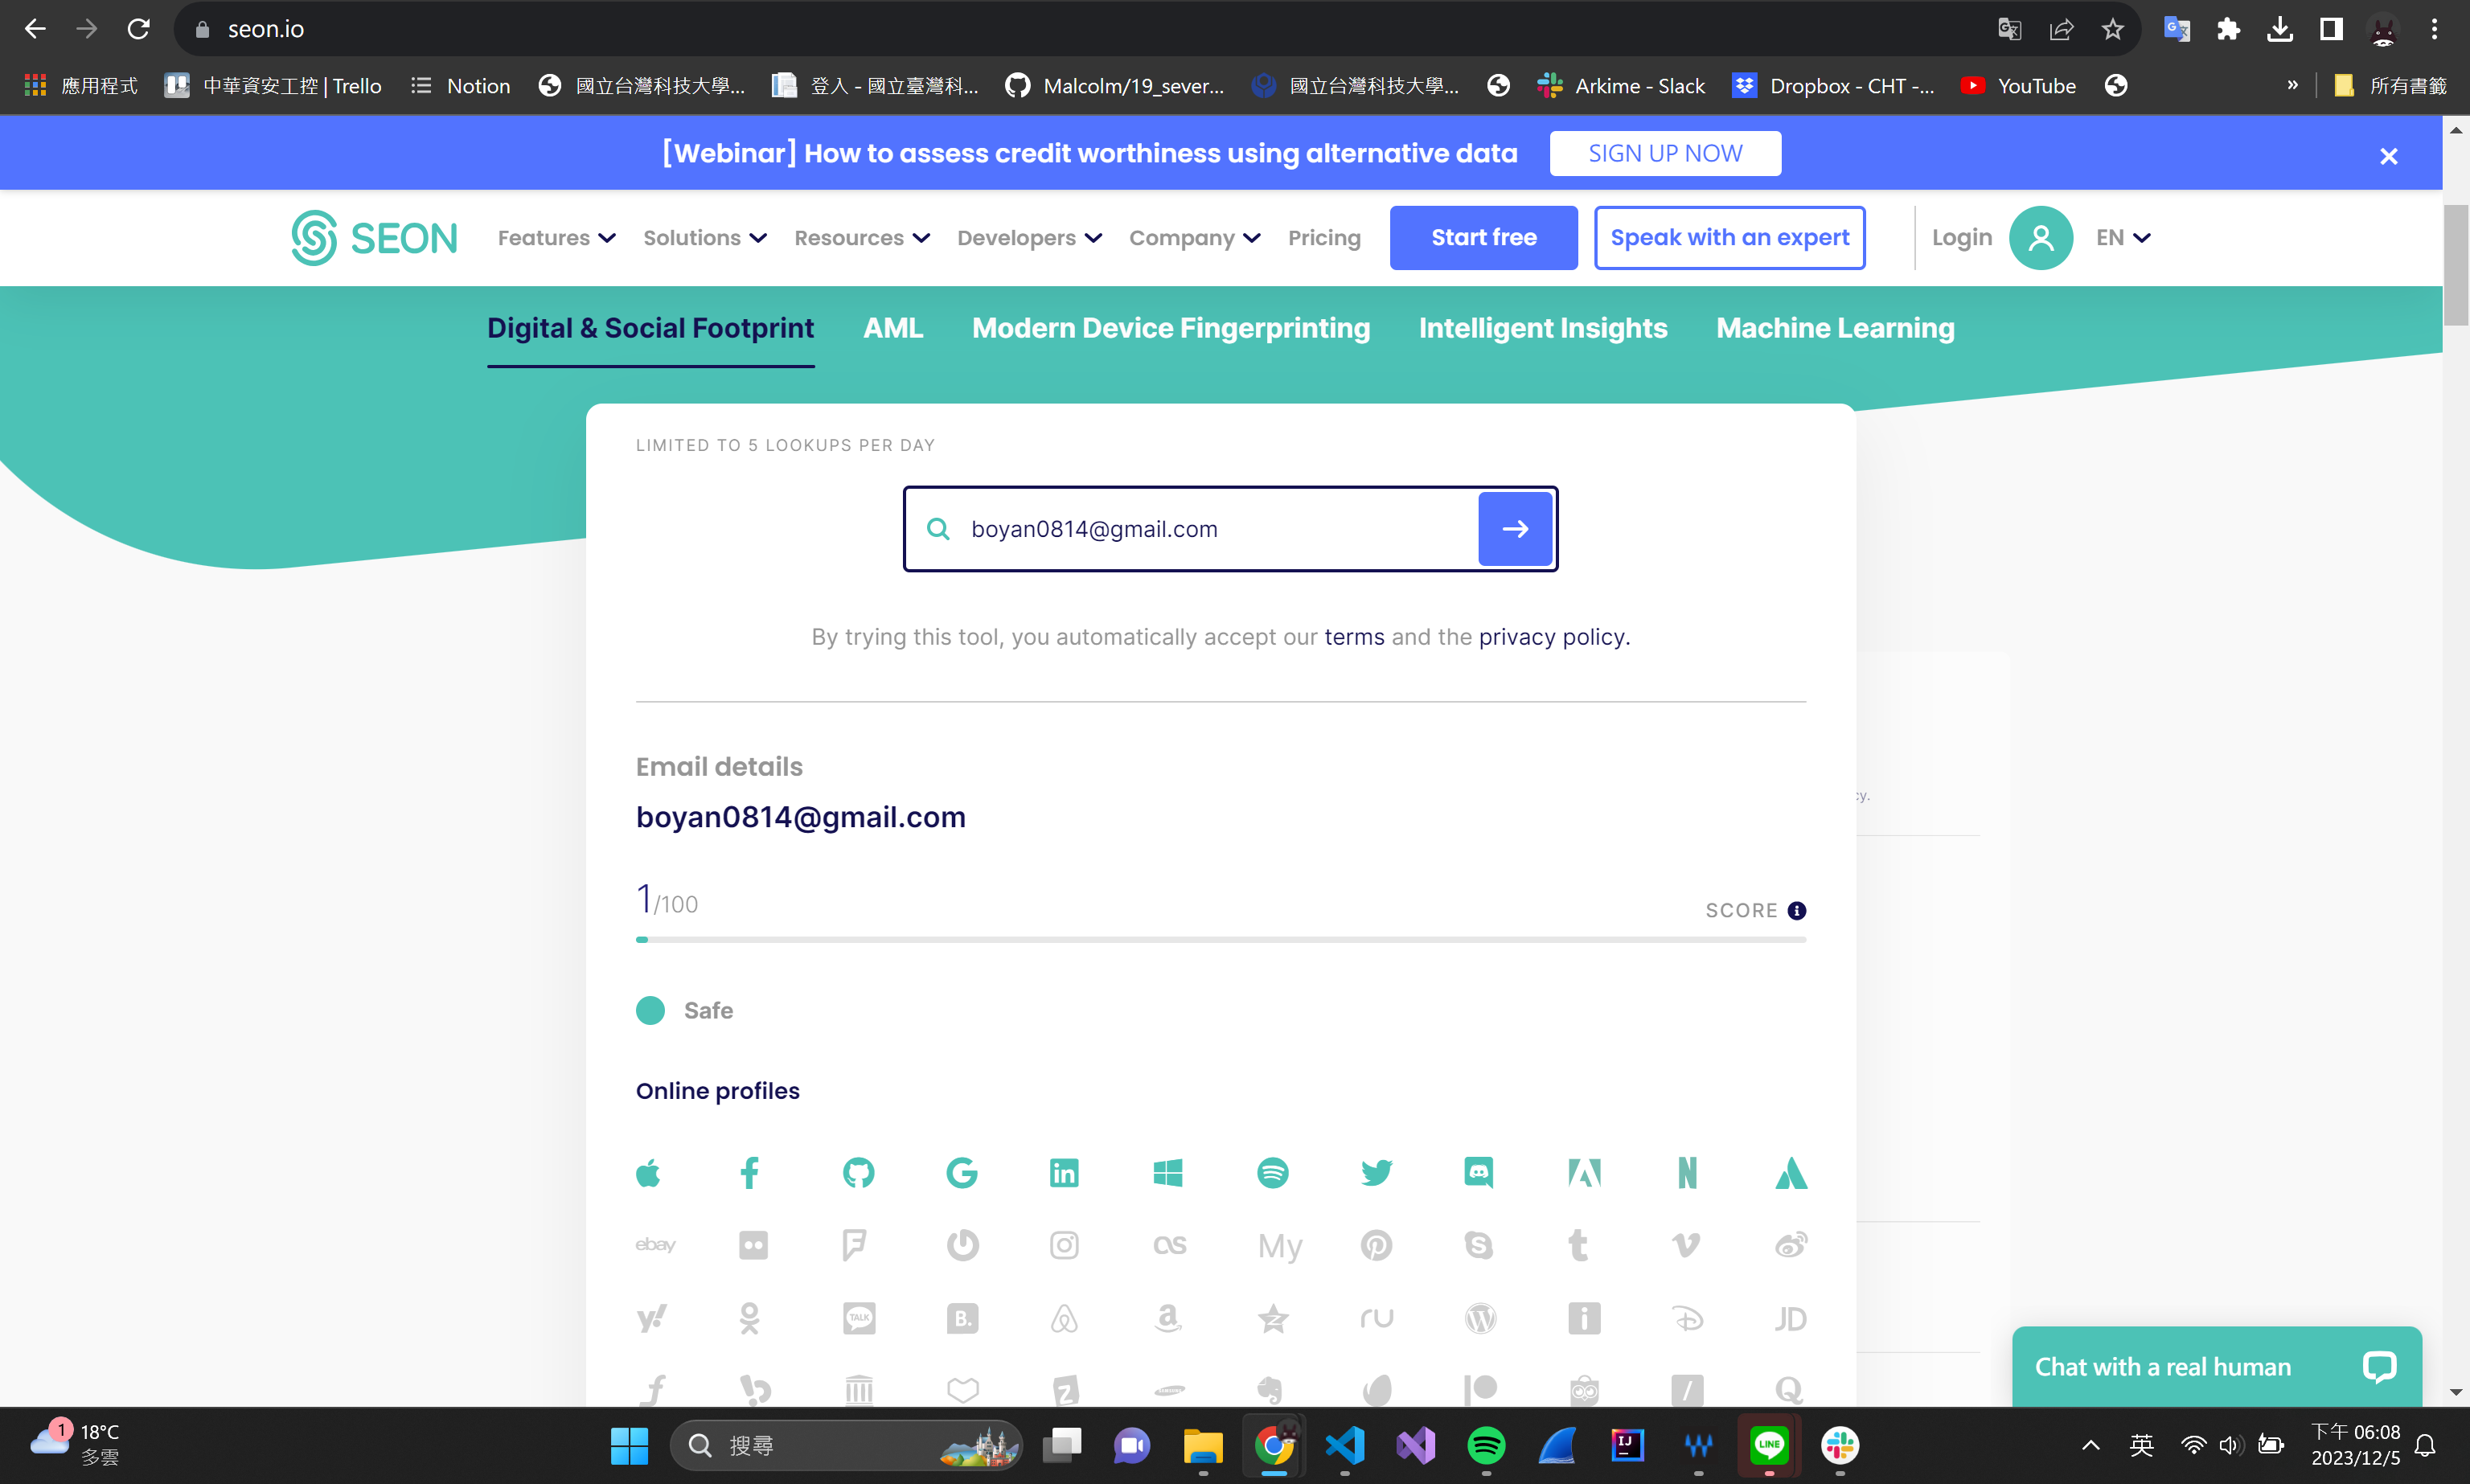 seon.io
應用程式 中華資安工控 | Trello Notion 國立台灣科技大學... 登入 - 國立臺灣科... Malcolm/19_sever... 國立台灣科技大學... Arkime - Slack Dropbox - CHT -... YouTube » 所有書籤
[Webinar] How to assess credit worthiness using alternative data SIGN UP NOW
SEON Features Solutions Resources Developers Company Pricing Start free Speak with an expert Login EN
Digital & Social Footprint AML Modern Device Fingerprinting Intelligent Insights Machine Learning
LIMITED TO 5 LOOKUPS PER DAY
boyan0814@gmail.com
By trying this tool, you automatically accept our terms and the privacy policy.
cy.
Email details
boyan0814@gmail.com
1/100 SCORE
Safe
Online profiles
ebay My
TALK B. a JD
Chat with a real human
1 18°C
多雲
搜尋
IJ LINE 英
下午 06:08
2023/12/5